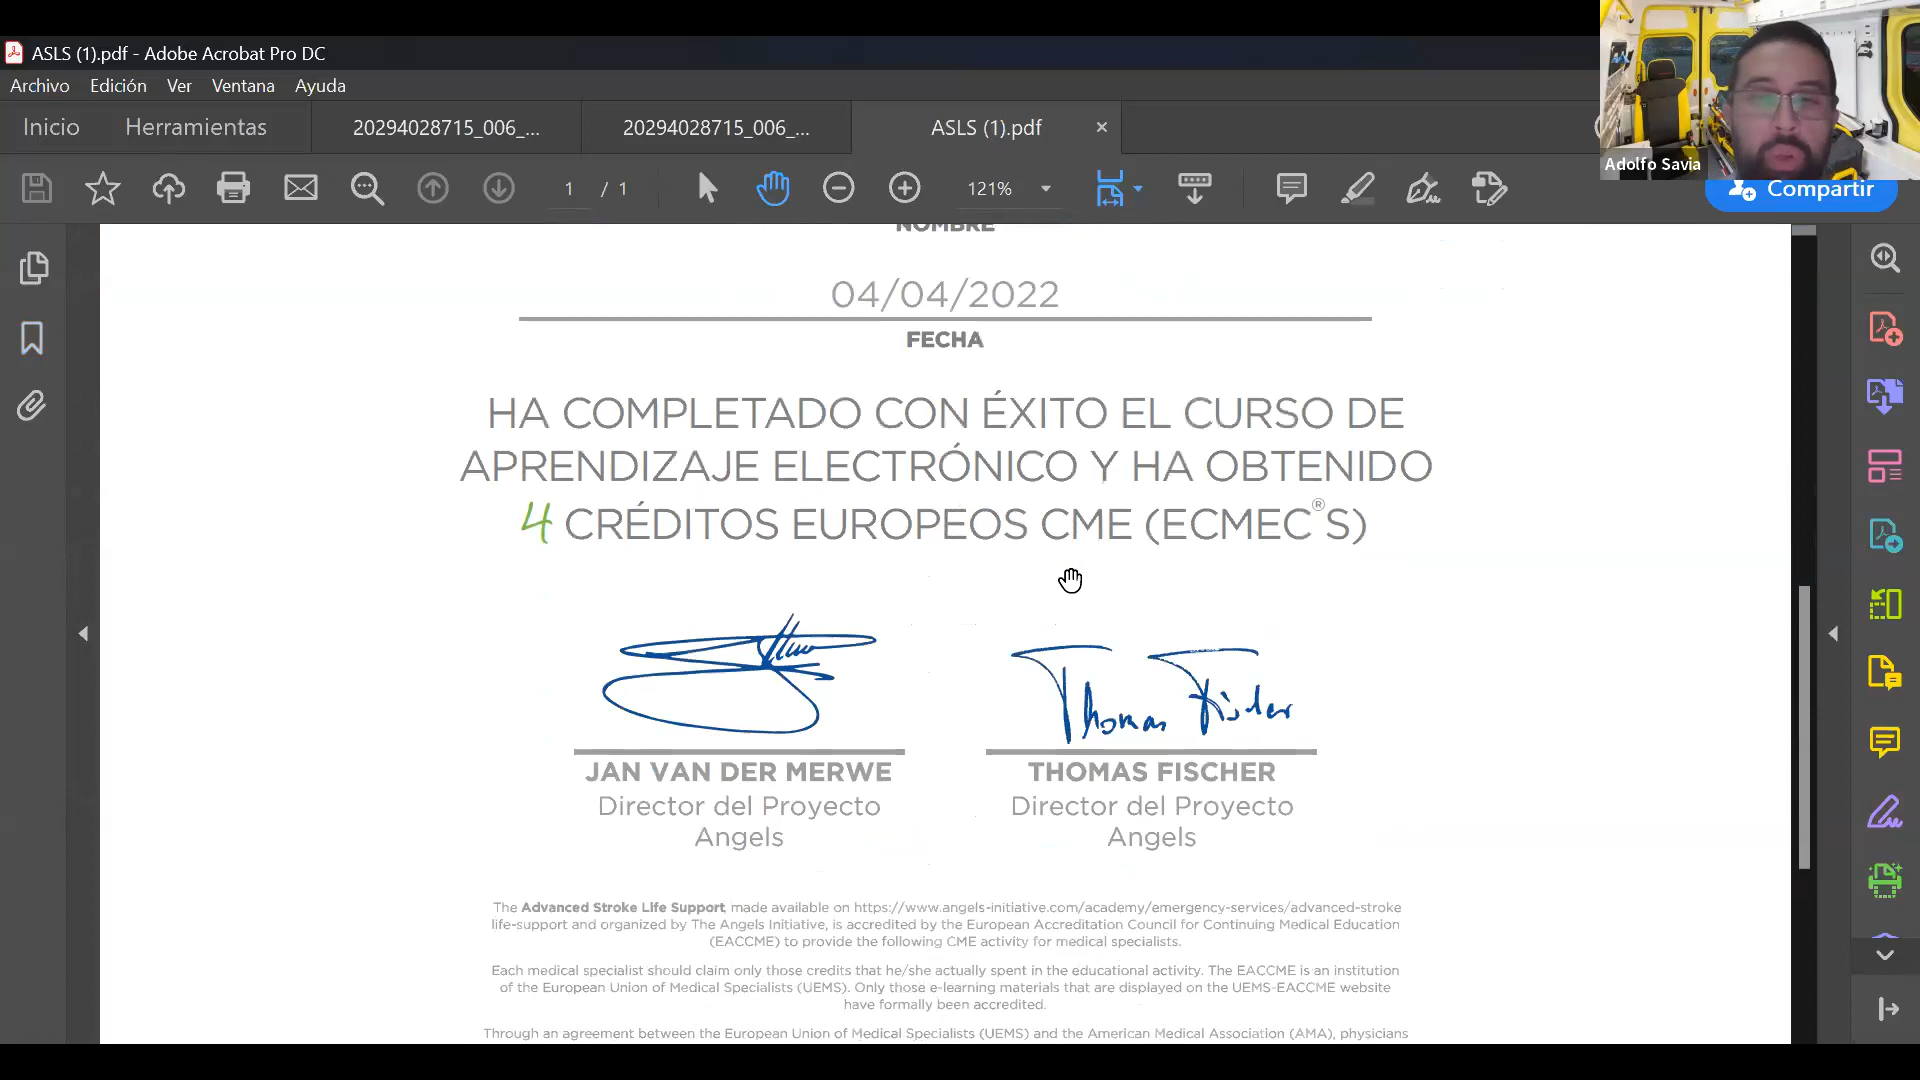 ASLS (1).pdf - Adobe Acrobat Pro DC
Archivo Edición Ver Ventana Ayuda
Inicio Herramientas 20294028715_006_... 20294028715_006_... ASLS (1).pdf ×
1 / 1 121% Compartir
Adolfo Savia
NOMBRE
04/04/2022
FECHA
HA COMPLETADO CON ÉXITO EL CURSO DE
APRENDIZAJE ELECTRÓNICO Y HA OBTENIDO
4 CRÉDITOS EUROPEOS CME (ECMEC®S)
Thomas Fischer
JAN VAN DER MERWE
Director del Proyecto
Angels
THOMAS FISCHER
Director del Proyecto
Angels
The Advanced Stroke Life Support, made available on https://www.angels-initiative.com/academy/emergency-services/advanced-stroke
life-support and organized by The Angels Initiative, is accredited by the European Accreditation Council for Continuing Medical Education
(EACCME) to provide the following CME activity for medical specialists.
Each medical specialist should claim only those credits that he/she actually spent in the educational activity. The EACCME is an institution
of the European Union of Medical Specialists (UEMS). Only those e-learning materials that are displayed on the UEMS-EACCME website
have formally been accredited.
Through an agreement between the European Union of Medical Specialists (UEMS) and the American Medical Association (AMA), physicians